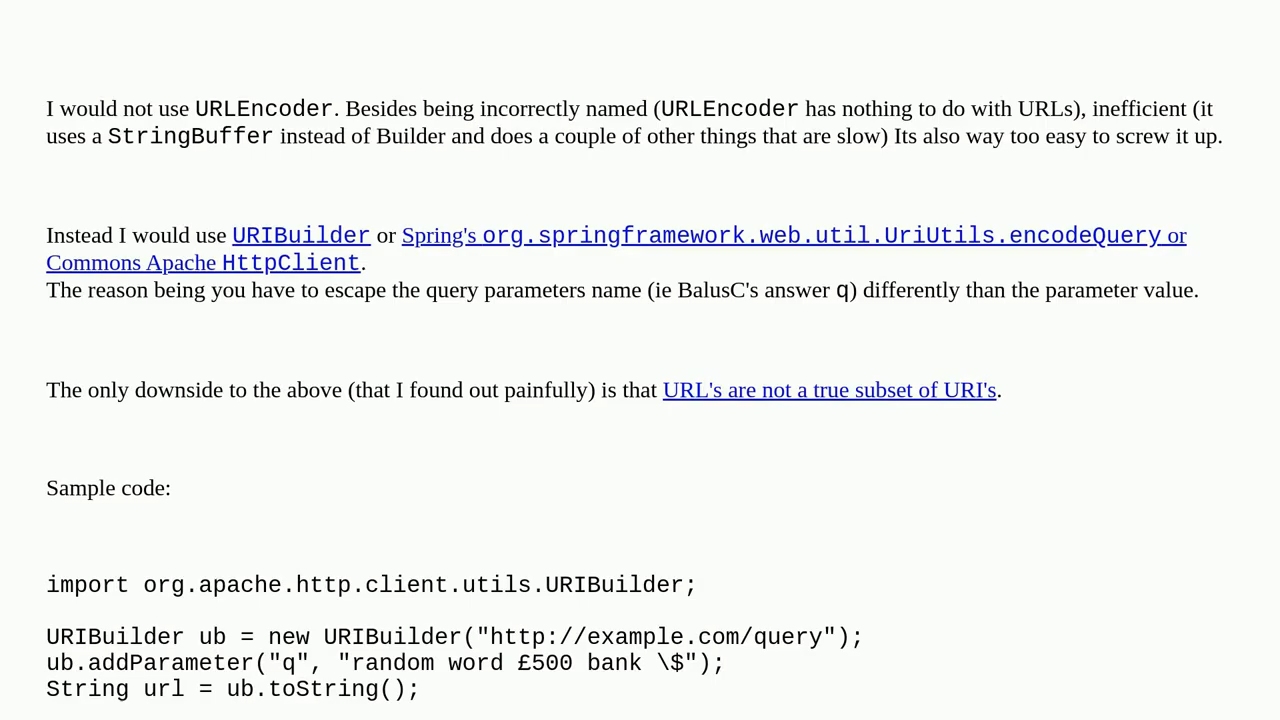 I would not use URLEncoder. Besides being incorrectly named (URLEncoder has nothing to do with URLs), inefficient (it
uses a StringBuffer instead of Builder and does a couple of other things that are slow) Its also way too easy to screw it up.
Instead I would use URIBuilder or Spring's org.springframework.web.util.UriUtils.encodeQuery or
Commons Apache HttpClient.
The reason being you have to escape the query parameters name (ie BalusC's answer q) differently than the parameter value.
The only downside to the above (that I found out painfully) is that URL's are not a true subset of URI's.
Sample code:
import org.apache.http.client.utils.URIBuilder;
URIBuilder ub = new URIBuilder("http://example.com/query");
ub.addParameter("q", "random word £500 bank \$");
String url = ub.toString();